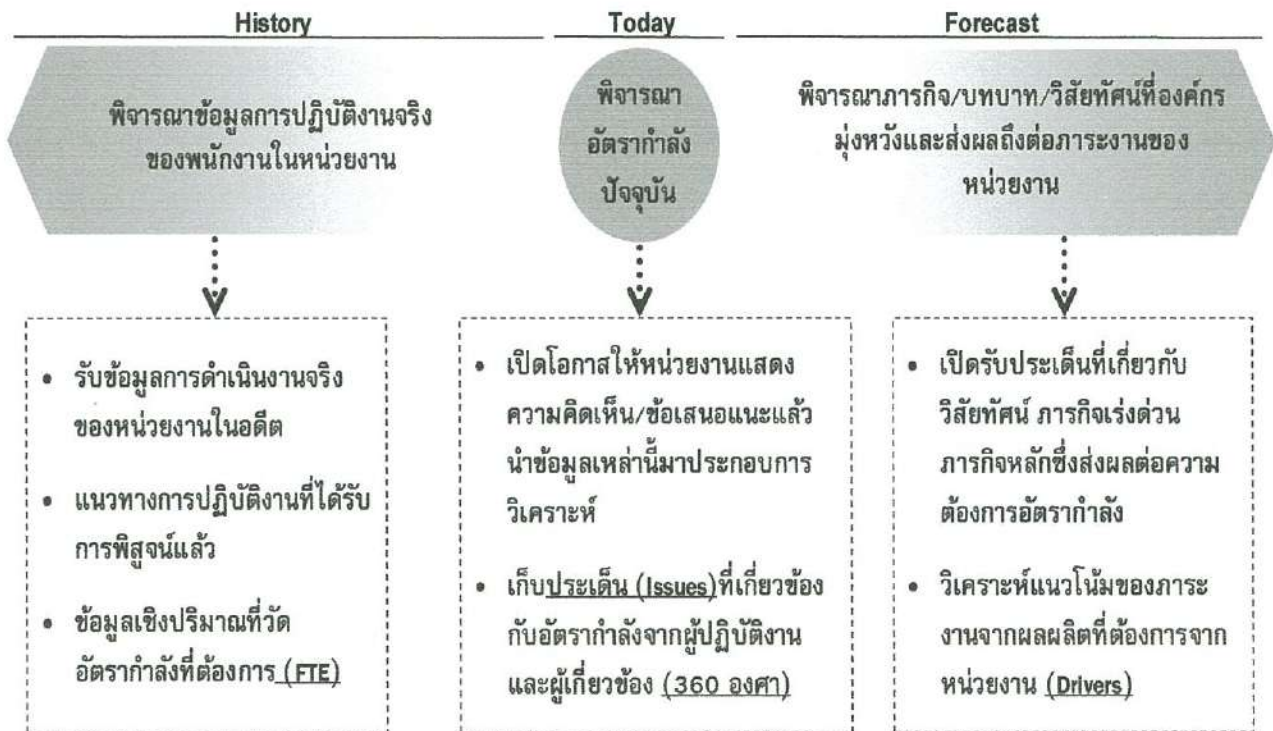 History
Today
Forecast
พิจารณาข้อมูลการปฏิบัติงานจริง
ของพนักงานในหน่วยงาน
พิจารณา
อัตรากำลัง
ปัจจุบัน
พิจารณาภารกิจ/บทบาท/วิสัยทัศน์ที่องค์กร
มุ่งหวังและส่งผลถึงต่อภาระงานของ
หน่วยงาน
• รับข้อมูลการดำเนินงานจริง
ของหน่วยงานในอดีต
• แนวทางการปฏิบัติงานที่ได้รับ
การพิสูจน์แล้ว
• ข้อมูลเชิงปริมาณที่วัด
อัตรากำลังที่ต้องการ (FTE)
• เปิดโอกาสให้หน่วยงานแสดง
ความคิดเห็น/ข้อเสนอแนะแล้ว
นำข้อมูลเหล่านี้มาประกอบการ
วิเคราะห์
• เก็บประเด็น (Issues)ที่เกี่ยวข้อง
กับอัตรากำลังจากผู้ปฏิบัติงาน
และผู้เกี่ยวข้อง (360 องศา)
• เปิดรับประเด็นที่เกี่ยวกับ
วิสัยทัศน์ ภารกิจเร่งด่วน
ภารกิจหลักซึ่งส่งผลต่อความ
ต้องการอัตรากำลัง
• วิเคราะห์แนวโน้มของภาระ
งานจากผลผลิตที่ต้องการจาก
หน่วยงาน (Drivers)